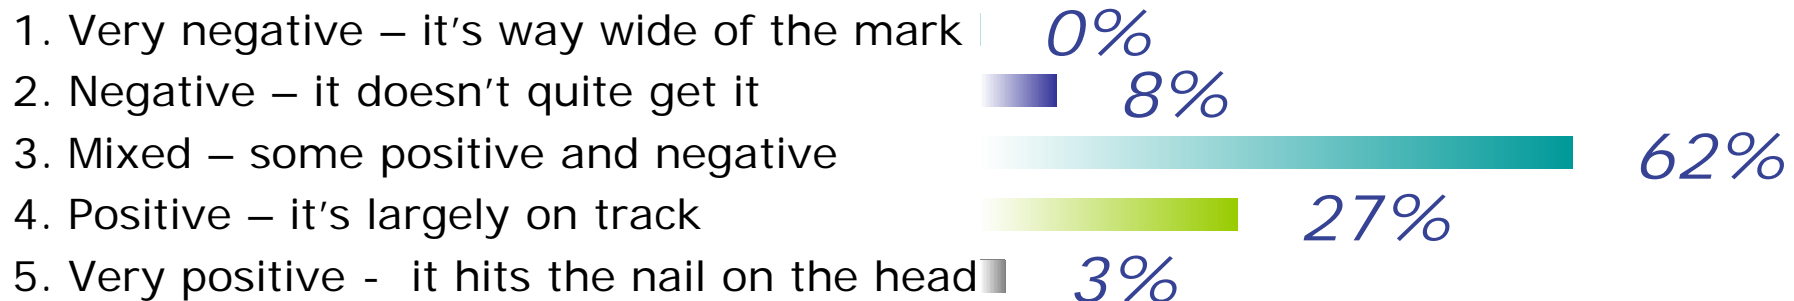 1. Very negative – it's way wide of the mark 0%
2. Negative – it doesn't quite get it 8%
3. Mixed – some positive and negative 62%
4. Positive – it's largely on track 27%
5. Very positive - it hits the nail on the head 3%